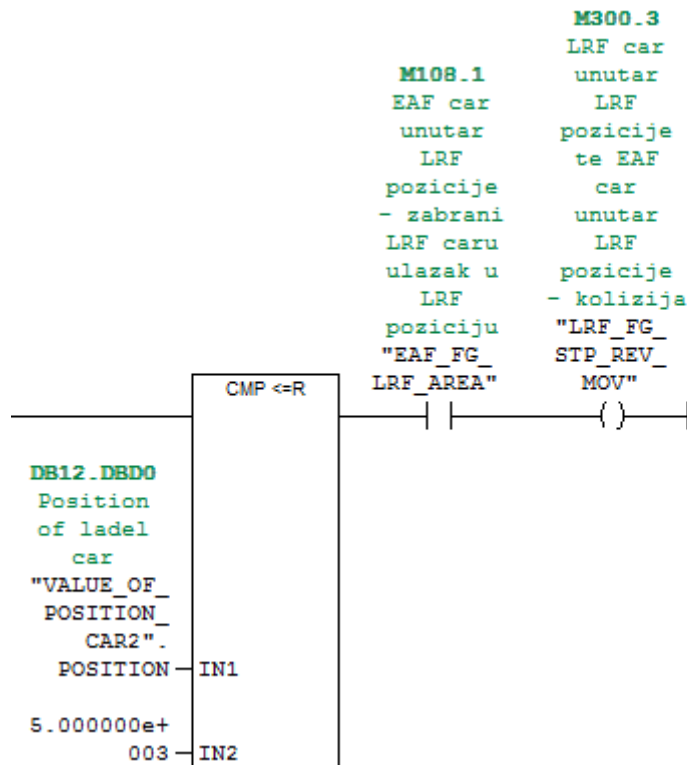 M300.3
LRF car
unutar
LRF
pozicije
te EAF
car
unutar
LRF
pozicije
- kolizija
"LRF_FG_
STP_REV_
MOV"
M108.1
EAF car
unutar
LRF
pozicije
- zabrani
LRF caru
ulazak u
LRF
poziciju
"EAF_FG_
LRF_AREA"
CMP <=R
DB12.DBD0
Position
of ladel
car
"VALUE_OF_
POSITION_
CAR2".
POSITION
IN1
5.000000e+
003
IN2